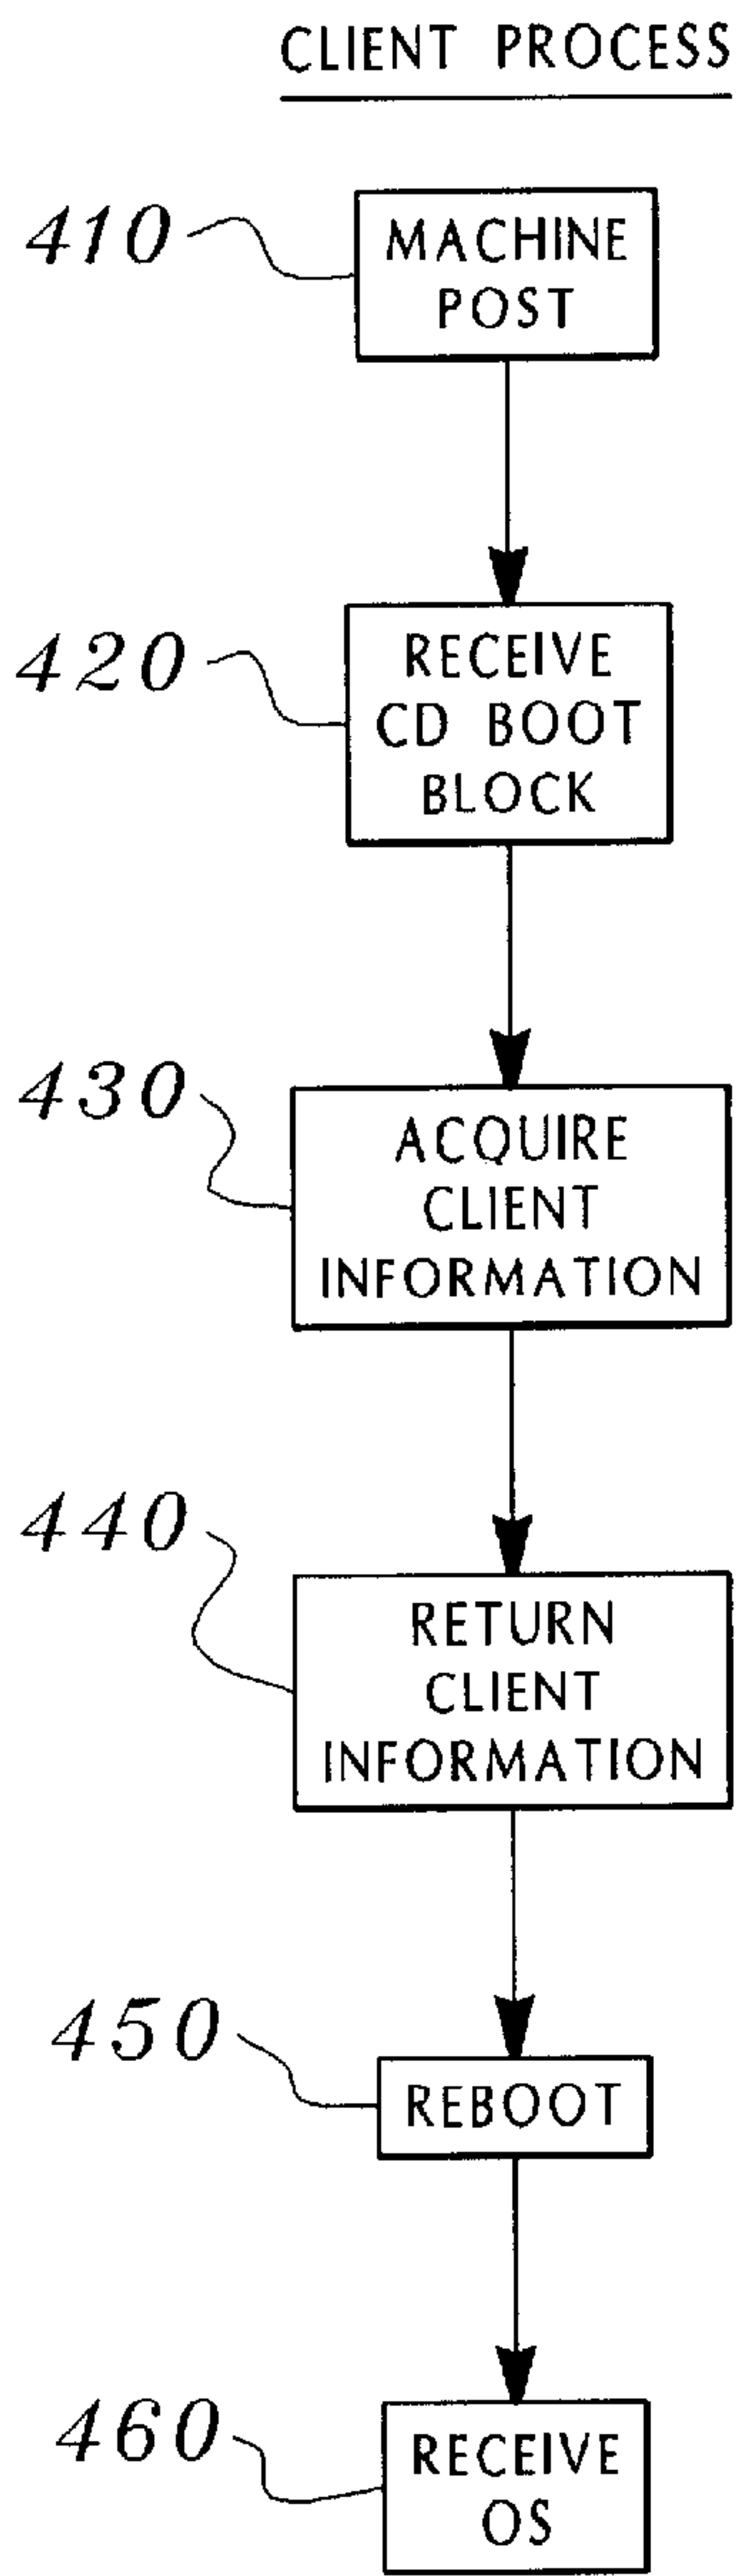 CLIENT PROCESS
410
MACHINE
POST
420
RECEIVE
CD BOOT
BLOCK
430
ACQUIRE
CLIENT
INFORMATION
440
RETURN
CLIENT
INFORMATION
450
REBOOT
460
RECEIVE
OS